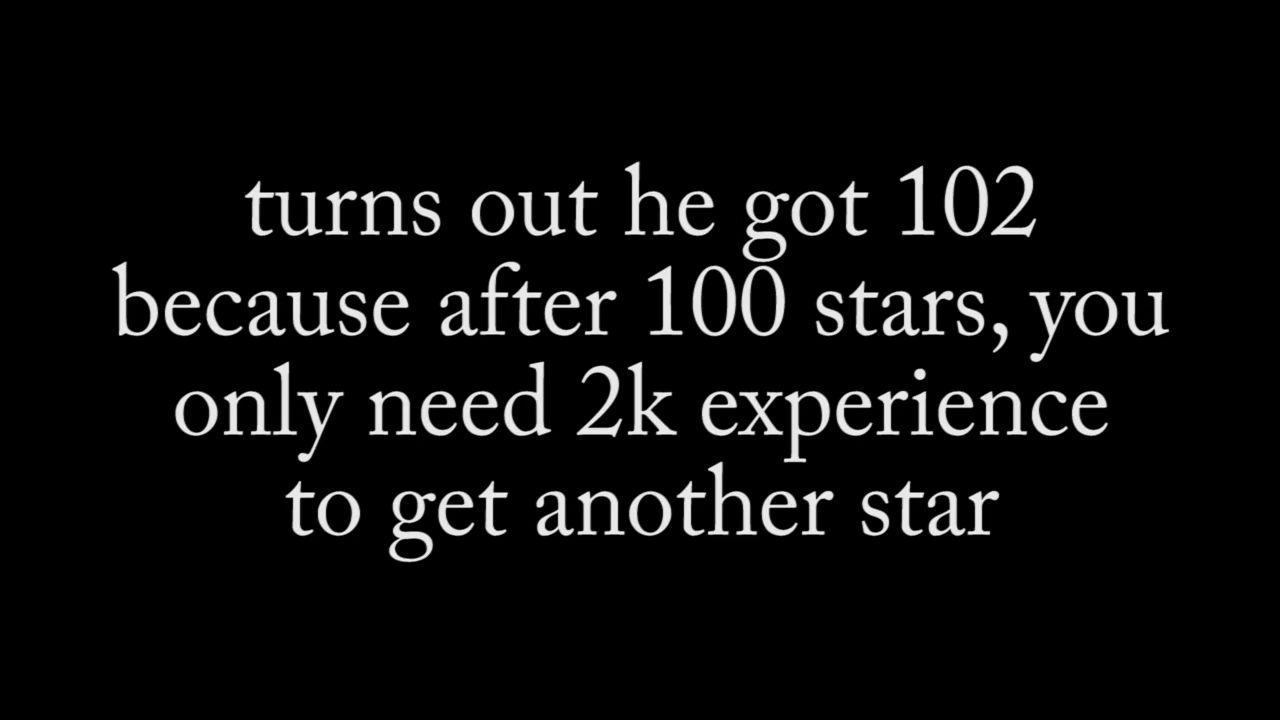 turns out he got 102
because after 100 stars, you
only need 2k experience
to get another star